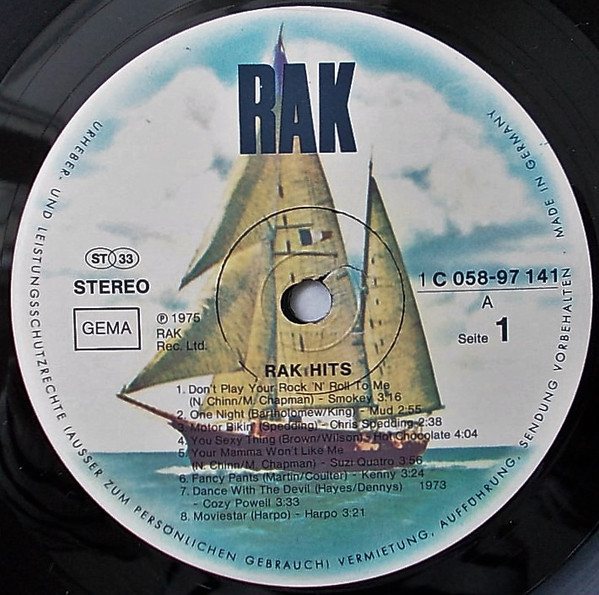 RAK
URHEBER- UND LEISTUNGSSCHUTZRECHTE (AUSSER ZUM PERSÖNLICHEN GEBRAUCH) VERMIETUNG, AUFFÜHRUNG, SENDUNG VORBEHALTEN · MADE IN GERMANY
ST 33
STEREO
GEMA
℗ 1975
RAK
Rec. Ltd.
1 C 058-97 141
A
Seite 1
RAK HITS
1. Don't Play Your Rock 'N' Roll To Me
(N. Chinn/M. Chapman) - Smokey 3:16
2. One Night (Bartholomew/King) - Mud 2:55
3. Motor Bikin' (Spedding) - Chris Spedding 2:38
4. You Sexy Thing (Brown/Wilson) - Hot Chocolate 4:04
5. Your Mamma Won't Like Me
(N. Chinn/M. Chapman) - Suzi Quatro 3:56
6. Fancy Pants (Martin/Coulter) - Kenny 3:24
7. Dance With The Devil (Hayes/Dennys) 1973
- Cozy Powell 3:33
8. Moviestar (Harpo) - Harpo 3:21